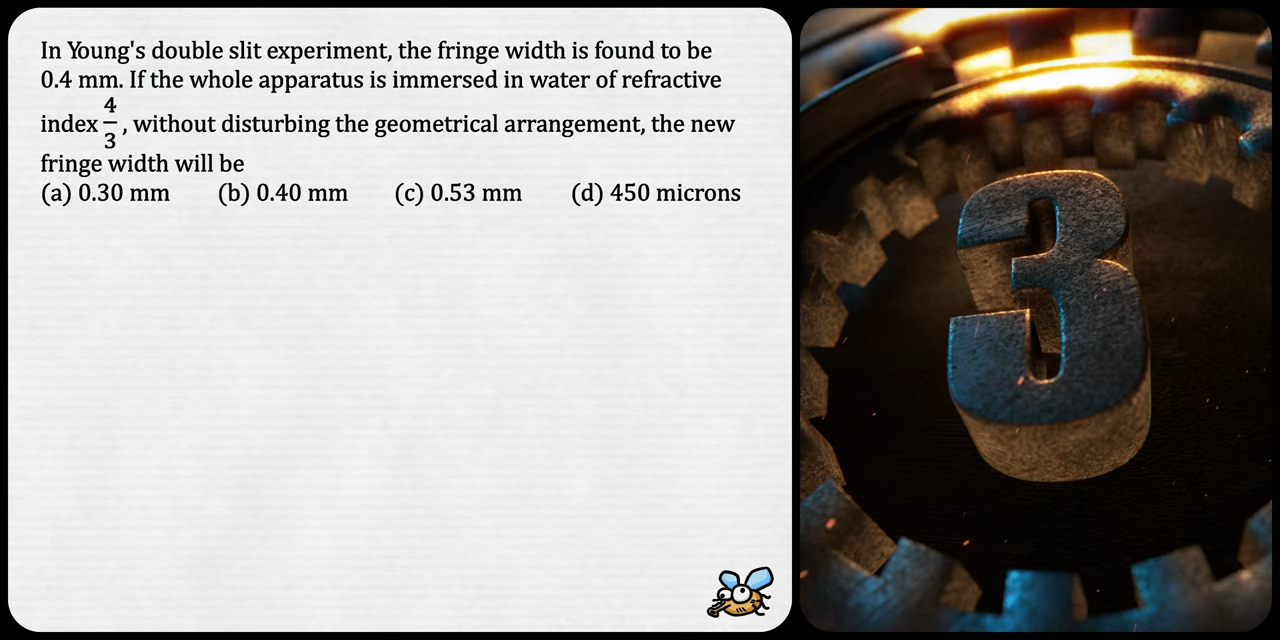 In Young's double slit experiment, the fringe width is found to be
0.4 mm. If the whole apparatus is immersed in water of refractive
index 4/3, without disturbing the geometrical arrangement, the new
fringe width will be
(a) 0.30 mm (b) 0.40 mm (c) 0.53 mm (d) 450 microns
3